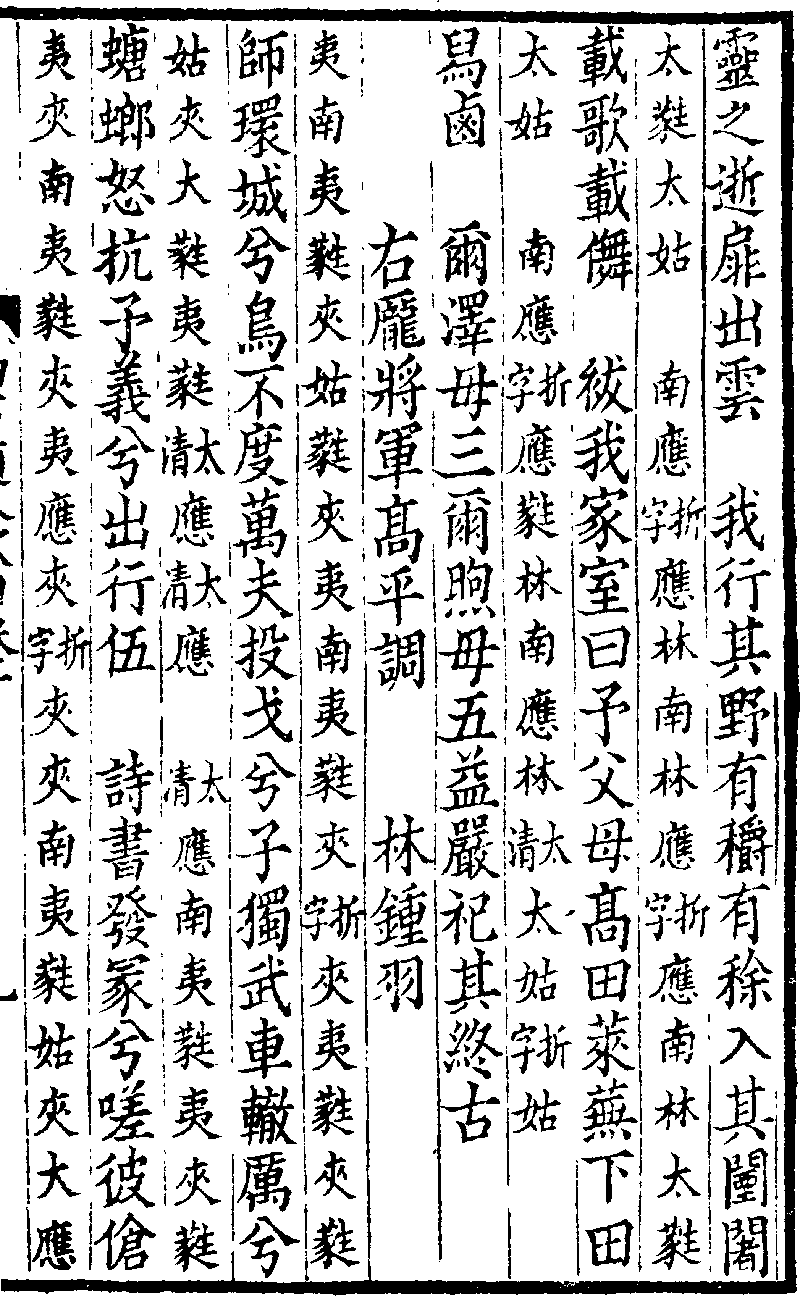 靈之逝扉出雲　我行其野有穱有稌入其闉闍
太蕤太姑　南應折字應林南林應折字應南林太蕤
載歌載儛　祓我家室曰予父母髙田萊蕪下田
太姑　南應折字應蕤林南應林太清太姑折字姑
舄鹵　爾澤毋三爾煦毋五益嚴祀其終古
右龎將軍髙平調　林鍾羽
夷南夷蕤夾姑蕤夾夷南夷蕤夾折字夾夷蕤夾蕤
師環城兮烏不度萬夫投戈兮子獨武車轍厲兮
姑夾大蕤夷蕤太清應太清應　太清應南夷蕤夷夾蕤
螗螂怒抗予義兮出行伍　詩書發冢兮嗟彼傖
夷夾南夷蕤夾夷應夾折字夾夾南夷蕤姑夾大應